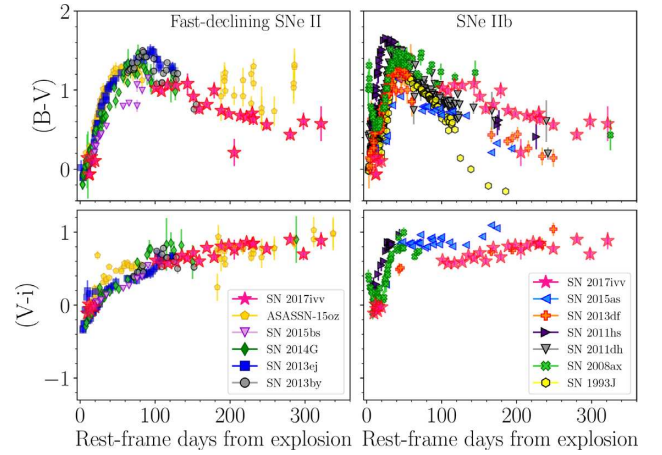 Fast-declining SNe II
SNe IIb
2
1
0
(B-V)
1
0
−1
(V-i)
SN 2017ivv
ASASSN-15oz
SN 2015bs
SN 2014G
SN 2013ej
SN 2013by
SN 2017ivv
SN 2015as
SN 2013df
SN 2011hs
SN 2011dh
SN 2008ax
SN 1993J
0 100 200 300
0 100 200 300
Rest-frame days from explosion
Rest-frame days from explosion